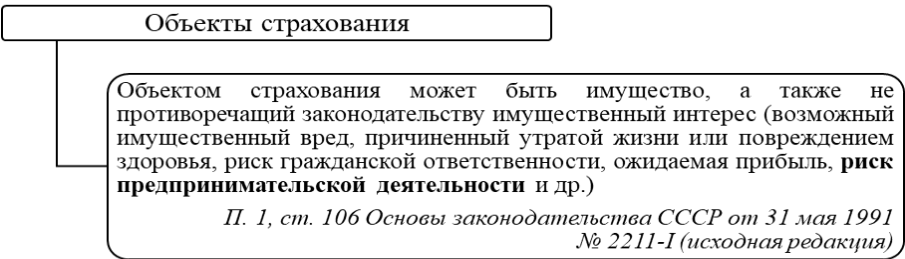 Объекты страхования
Объектом страхования может быть имущество, а также не
противоречащий законодательству имущественный интерес (возможный
имущественный вред, причиненный утратой жизни или повреждением
здоровья, риск гражданской ответственности, ожидаемая прибыль, риск
предпринимательской деятельности и др.)
П. 1, ст. 106 Основы законодательства СССР от 31 мая 1991
№ 2211-I (исходная редакция)